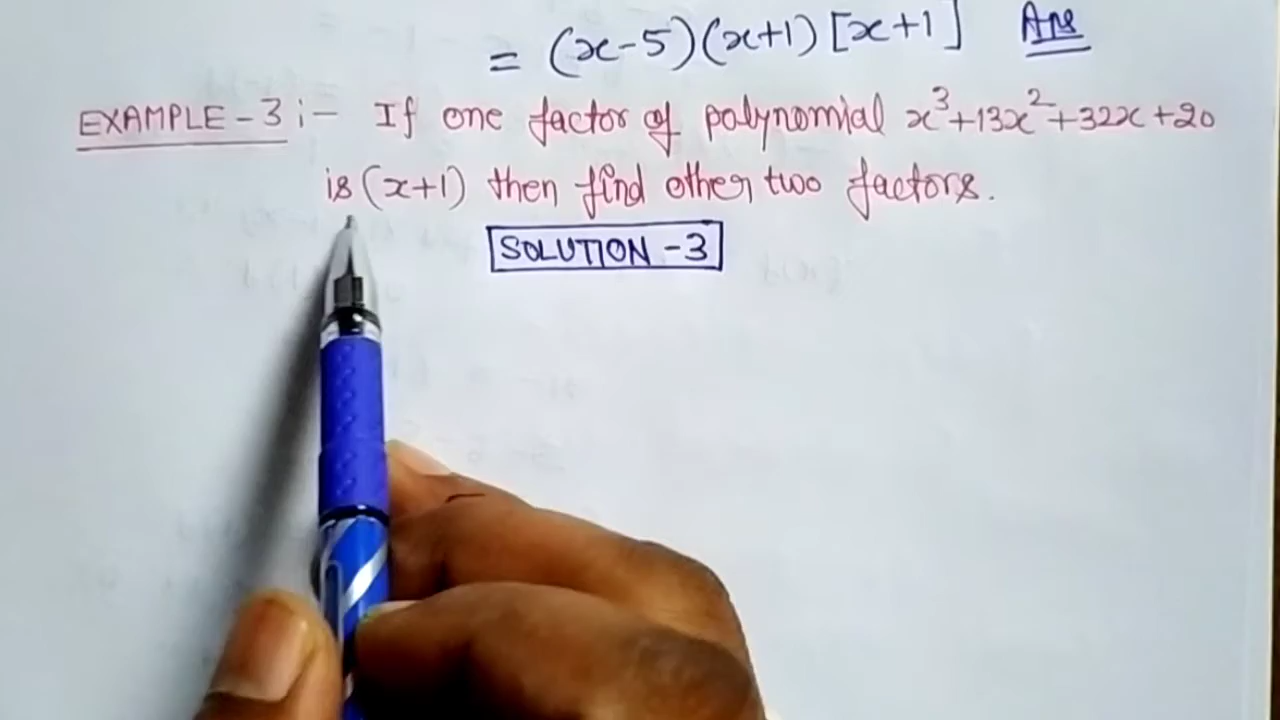 = (x-5)(x+1)[x+1] Ans
EXAMPLE-3:- If one factor of polynomial x³+13x²+32x+20
is (x+1) then find other two factors.
SOLUTION-3